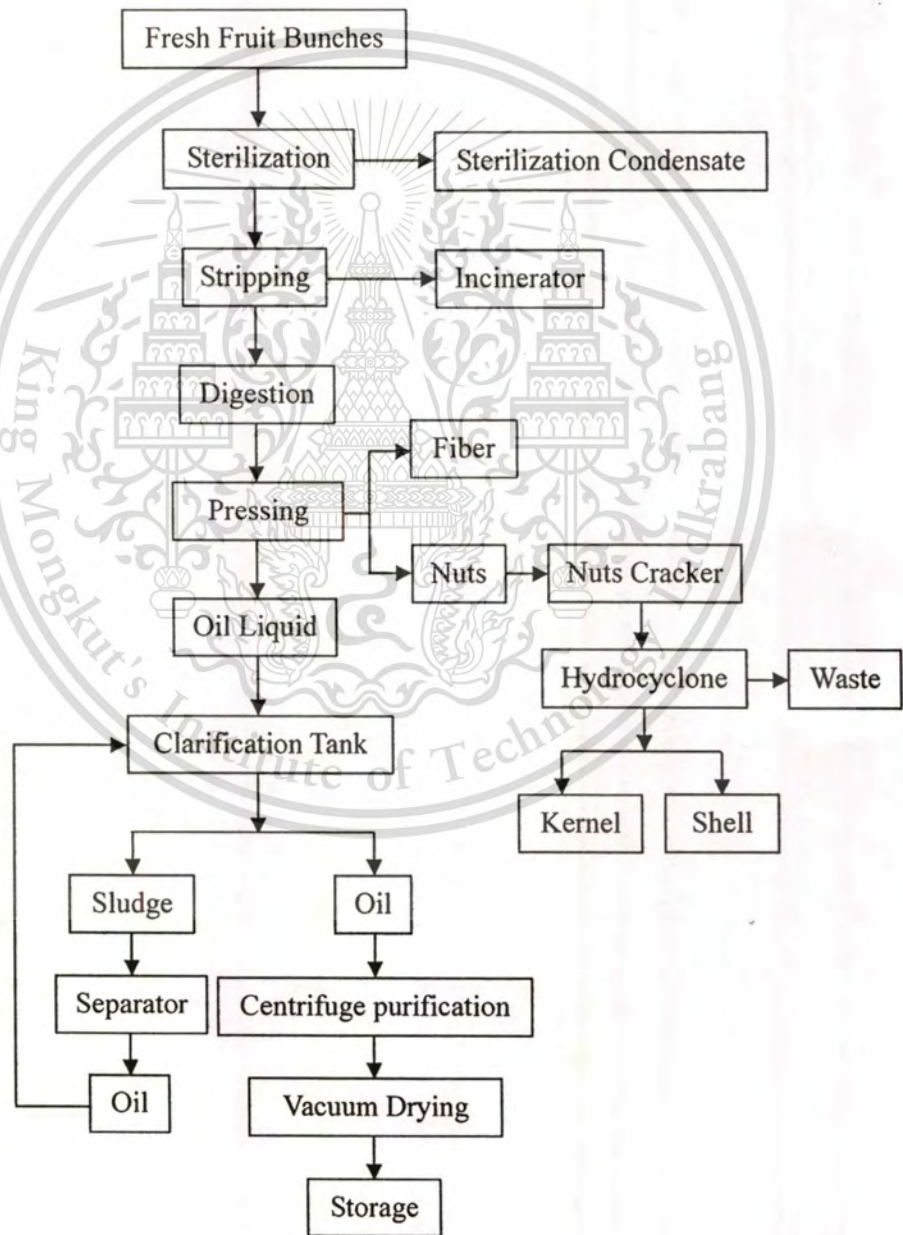 Fresh Fruit Bunches
Sterilization
Sterilization Condensate
Stripping
Incinerator
Digestion
Fiber
Pressing
Nuts
Nuts Cracker
Oil Liquid
Hydrocyclone
Waste
Clarification Tank
Kernel
Shell
Sludge
Oil
Separator
Centrifuge purification
Oil
Vacuum Drying
Storage
King Mongkut's Institute of Technology Ladkrabang